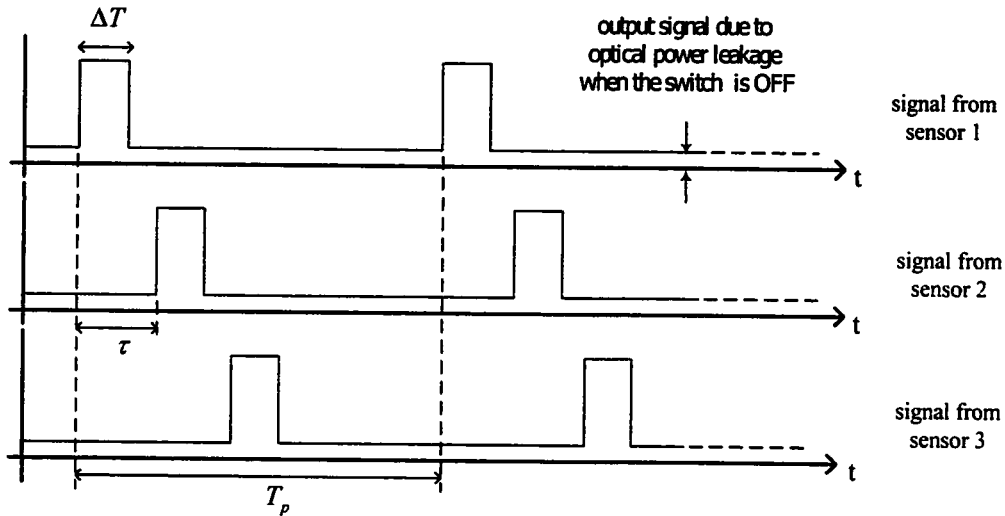 ΔT
output signal due to
optical power leakage
when the switch is OFF
signal from
sensor 1
t
signal from
sensor 2
t
τ
signal from
sensor 3
t
T_p